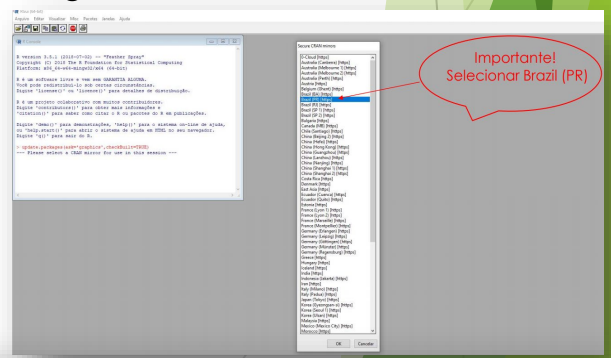 RGui (64-bit)
Arquivo Editar Visualizar Misc Pacotes Janelas Ajuda
R Console
R version 3.5.1 (2018-07-02) -- "Feather Spray"
Copyright (C) 2018 The R Foundation for Statistical Computing
Platform: x86_64-w64-mingw32/x64 (64-bit)
R é um software livre e vem sem GARANTIA ALGUMA.
Você pode redistribuí-lo sob certas circunstâncias.
Digite 'license()' ou 'licence()' para detalhes de distribuição.
R é um projeto colaborativo com muitos contribuidores.
Digite 'contributors()' para obter mais informações e
'citation()' para saber como citar o R ou pacotes do R em publicações.
Digite 'demo()' para demonstrações, 'help()' para o sistema on-line de ajuda,
ou 'help.start()' para abrir o sistema de ajuda em HTML no seu navegador.
Digite 'q()' para sair do R.
> update.packages(ask='graphics',checkBuilt=TRUE)
--- Please select a CRAN mirror for use in this session ---
Secure CRAN mirrors
0-Cloud [https]
Australia (Canberra) [https]
Australia (Melbourne 1) [https]
Australia (Melbourne 2) [https]
Australia (Perth) [https]
Austria [https]
Belgium (Ghent) [https]
Brazil (BA) [https]
Brazil (PR) [https]
Brazil (RJ) [https]
Brazil (SP 1) [https]
Brazil (SP 2) [https]
Bulgaria [https]
Canada (MB) [https]
Chile (Santiago) [https]
China (Beijing 2) [https]
China (Hefei) [https]
China (Hong Kong) [https]
China (Guangzhou) [https]
China (Lanzhou) [https]
China (Nanjing) [https]
China (Shanghai 1) [https]
China (Shanghai 2) [https]
Costa Rica [https]
Denmark [https]
East Asia [https]
Ecuador (Cuenca) [https]
Ecuador (Quito) [https]
Estonia [https]
France (Lyon 1) [https]
France (Lyon 2) [https]
France (Marseille) [https]
France (Montpellier) [https]
Germany (Erlangen) [https]
Germany (Leipzig) [https]
Germany (Göttingen) [https]
Germany (Münster) [https]
Germany (Regensburg) [https]
Greece [https]
Hungary [https]
Iceland [https]
India [https]
Indonesia (Jakarta) [https]
Iran [https]
Italy (Milano) [https]
Italy (Padua) [https]
Japan (Tokyo) [https]
Korea (Gyeongsan-si) [https]
Korea (Seoul 1) [https]
Korea (Ulsan) [https]
Malaysia [https]
Mexico (Mexico City) [https]
Morocco [https]
OK Cancelar
Importante!
Selecionar Brazil (PR)